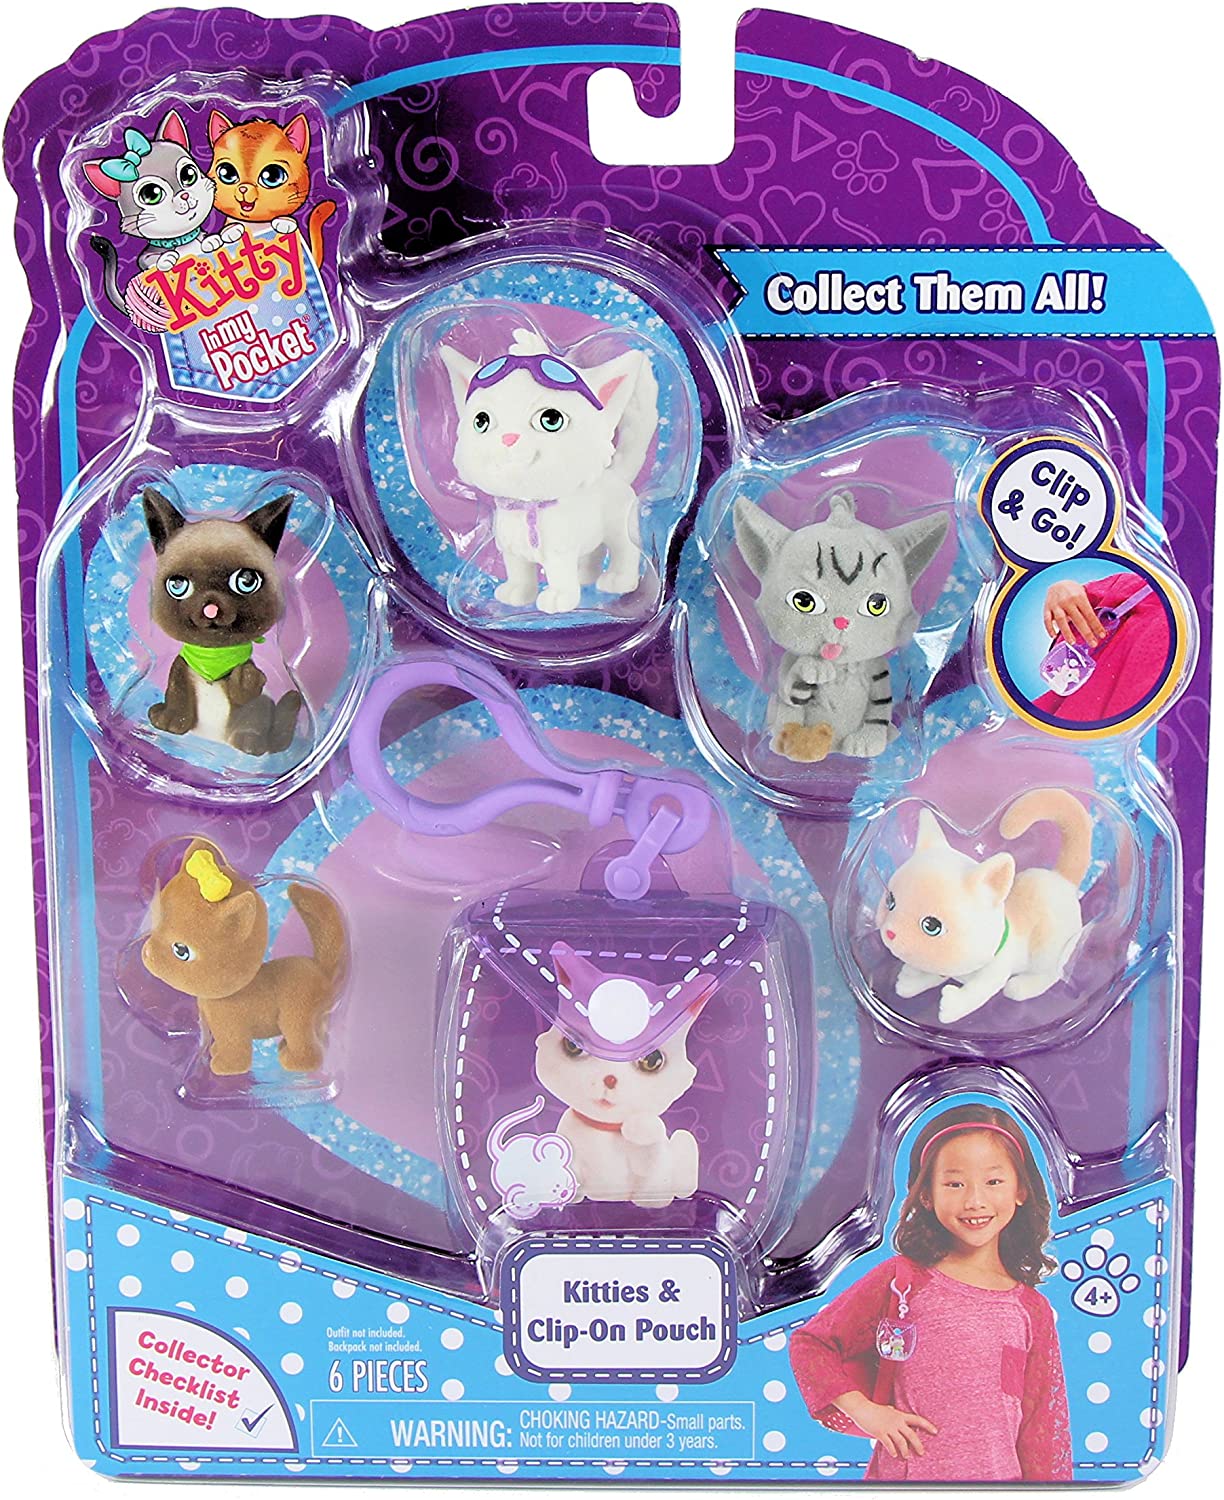 Kitty
In my
Pocket®
Collect Them All!
Clip
& Go!
Kitties &
Clip-On Pouch
4+
Collector
Checklist
Inside!
Outfit not included.
Backpack not included.
6 PIECES
WARNING: CHOKING HAZARD-Small parts.
Not for children under 3 years.